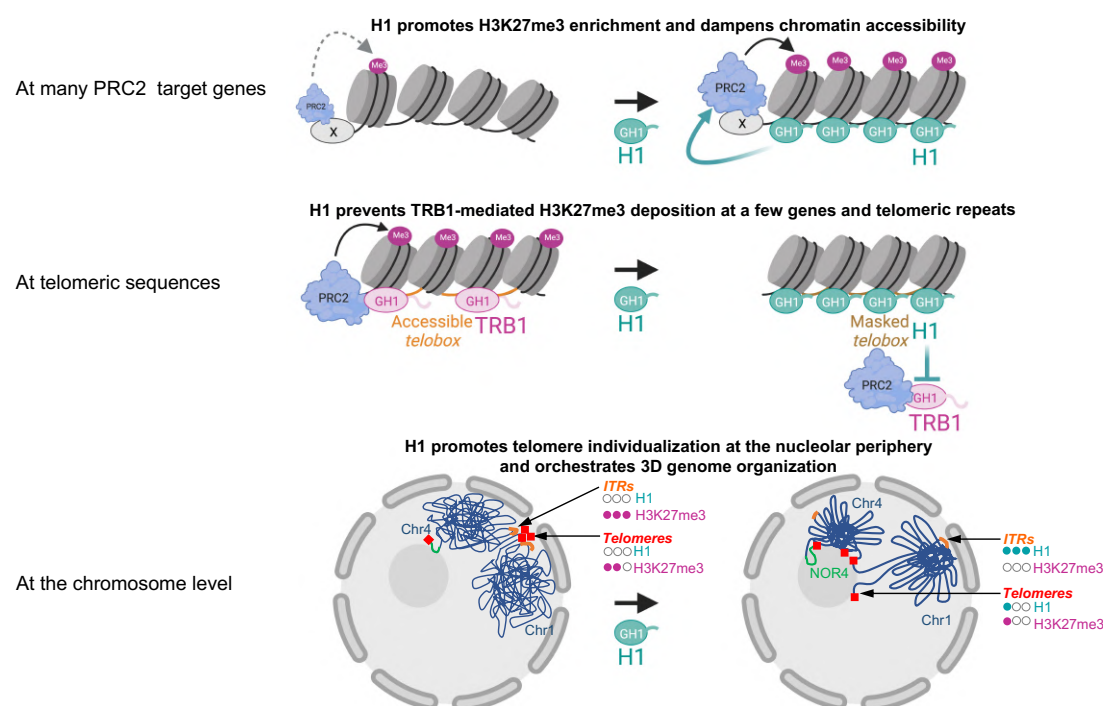 H1 promotes H3K27me3 enrichment and dampens chromatin accessibility
At many PRC2 target genes
Me3
PRC2
X
GH1
H1
Me3 Me3 Me3 Me3
PRC2
X
GH1 GH1 GH1 GH1
H1
H1 prevents TRB1-mediated H3K27me3 deposition at a few genes and telomeric repeats
At telomeric sequences
Me3 Me3 Me3 Me3
PRC2
GH1 GH1
Accessible TRB1
telobox
GH1
H1
GH1 GH1 GH1 GH1
Masked H1
telobox
PRC2
GH1
TRB1
H1 promotes telomere individualization at the nucleolar periphery
and orchestrates 3D genome organization
At the chromosome level
Chr4
Chr1
ITRs
H1
H3K27me3
Telomeres
H1
H3K27me3
GH1
H1
Chr4
NOR4
Chr1
ITRs
H1
H3K27me3
Telomeres
H1
H3K27me3